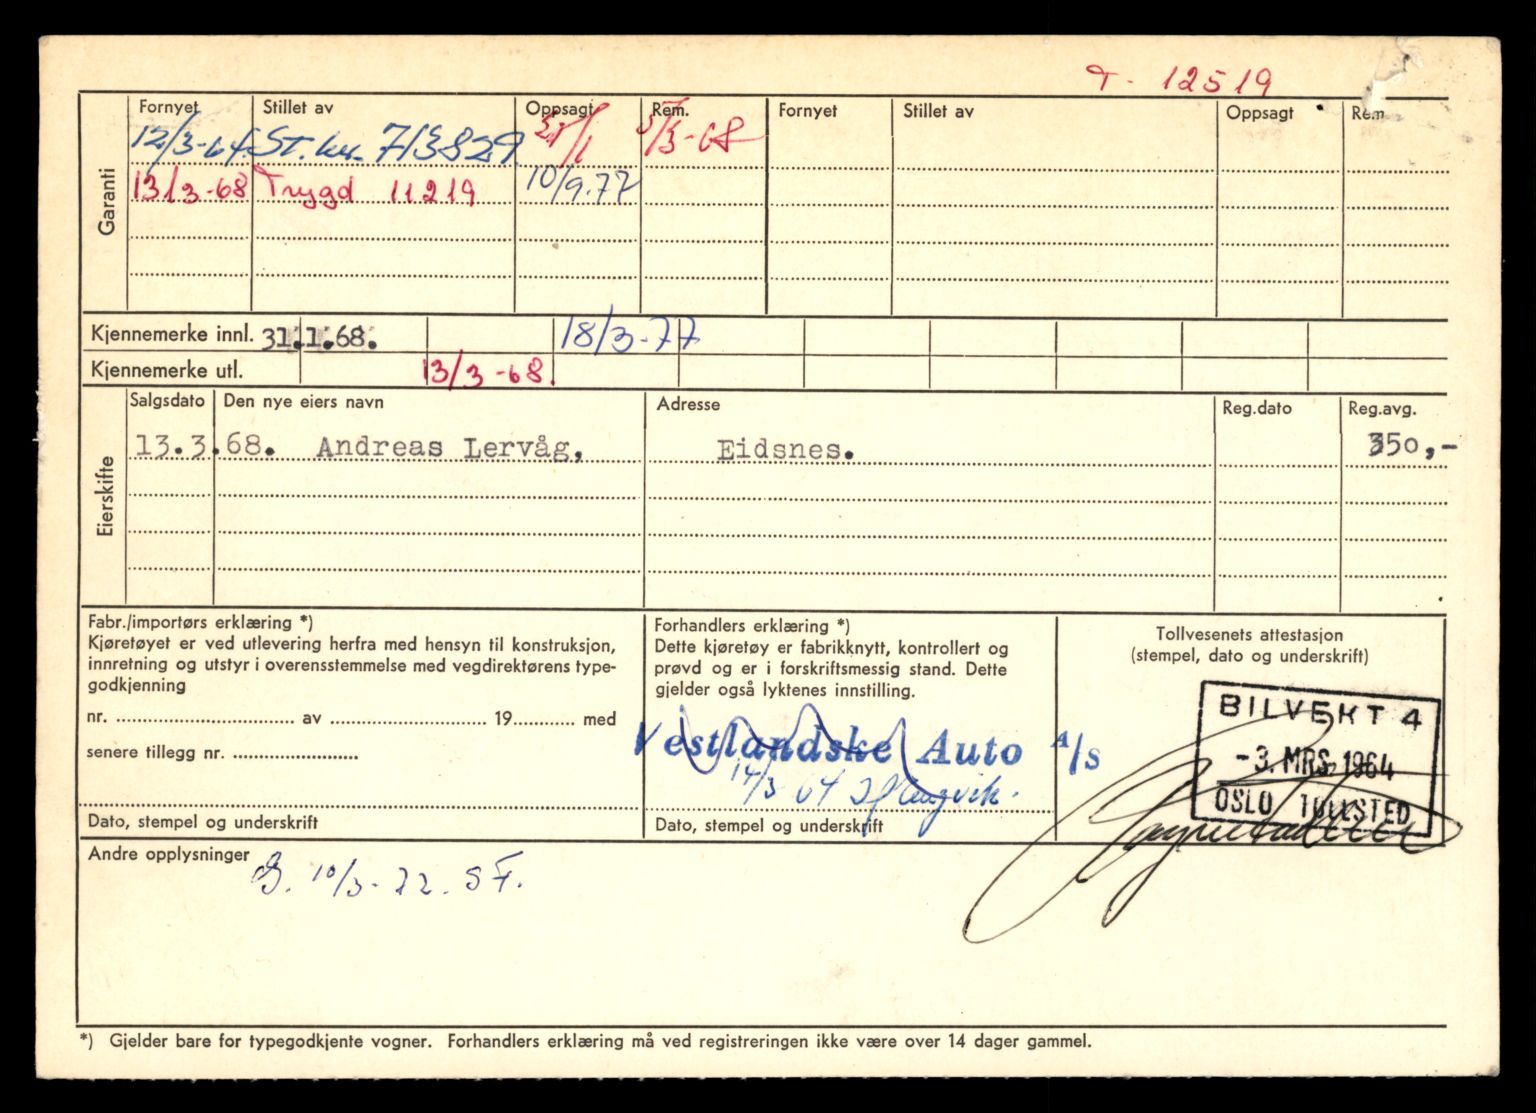 T. 12519
Garanti
Fornyet Stillet av Oppsagt Rem. Fornyet Stillet av Oppsagt Rem.
12/3-64. St.kr. 713829 31/1 5/3-68
13/3-68 Trygd 11219 10/9.77
Kjennemerke innl. 31.1.68. 18/3-77
Kjennemerke utl. 13/3-68.
Eierskifte
Salgsdato Den nye eiers navn Adresse Reg.dato Reg.avg.
13.3.68. Andreas Lervåg, Eidsnes. 350,-
Fabr./importørs erklæring *)
Kjøretøyet er ved utlevering herfra med hensyn til konstruksjon,
innretning og utstyr i overensstemmelse med vegdirektørens type-
godkjenning
nr. .......... av .......... 19.......... med
senere tillegg nr. ..........
Dato, stempel og underskrift
Forhandlers erklæring *)
Dette kjøretøy er fabrikknytt, kontrollert og
prøvd og er i forskriftsmessig stand. Dette
gjelder også lyktenes innstilling.
Vestlandske Auto A/S
14/3 64
Dato, stempel og underskrift
Tollvesenets attestasjon
(stempel, dato og underskrift)
BILVEKT 4
-3. MRS 1964
OSLO TOLLSTED
Andre opplysninger
10/3-72. SF.
*) Gjelder bare for typegodkjente vogner. Forhandlers erklæring må ved registreringen ikke være over 14 dager gammel.